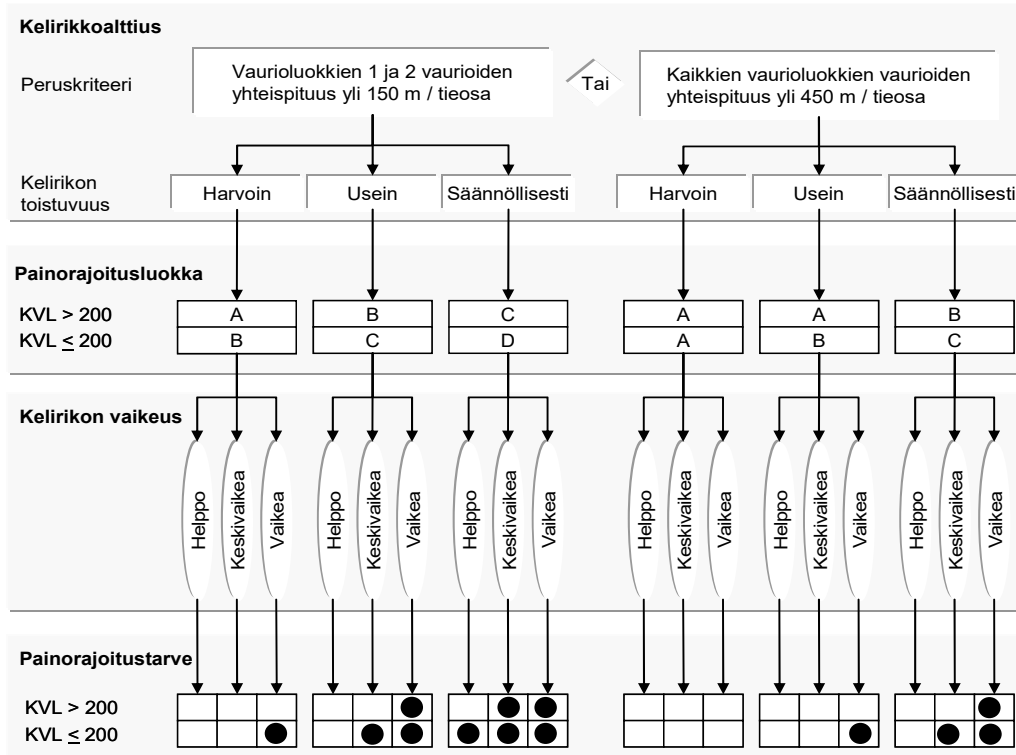 Kelirikkoalttius
Peruskriteeri
Vaurioluokkien 1 ja 2 vaurioiden
yhteispituus yli 150 m / tieosa
Tai
Kaikkien vaurioluokkien vaurioiden
yhteispituus yli 450 m / tieosa
Kelirikon
toistuvuus
Harvoin
Usein
Säännöllisesti
Harvoin
Usein
Säännöllisesti
Painorajoitusluokka
KVL > 200
A
B
C
A
A
B
KVL ≤ 200
B
C
D
A
B
C
Kelirikon vaikeus
Helppo
Keskivaikea
Vaikea
Helppo
Keskivaikea
Vaikea
Helppo
Keskivaikea
Vaikea
Helppo
Keskivaikea
Vaikea
Helppo
Keskivaikea
Vaikea
Helppo
Keskivaikea
Vaikea
Painorajoitustarve
KVL > 200
KVL ≤ 200